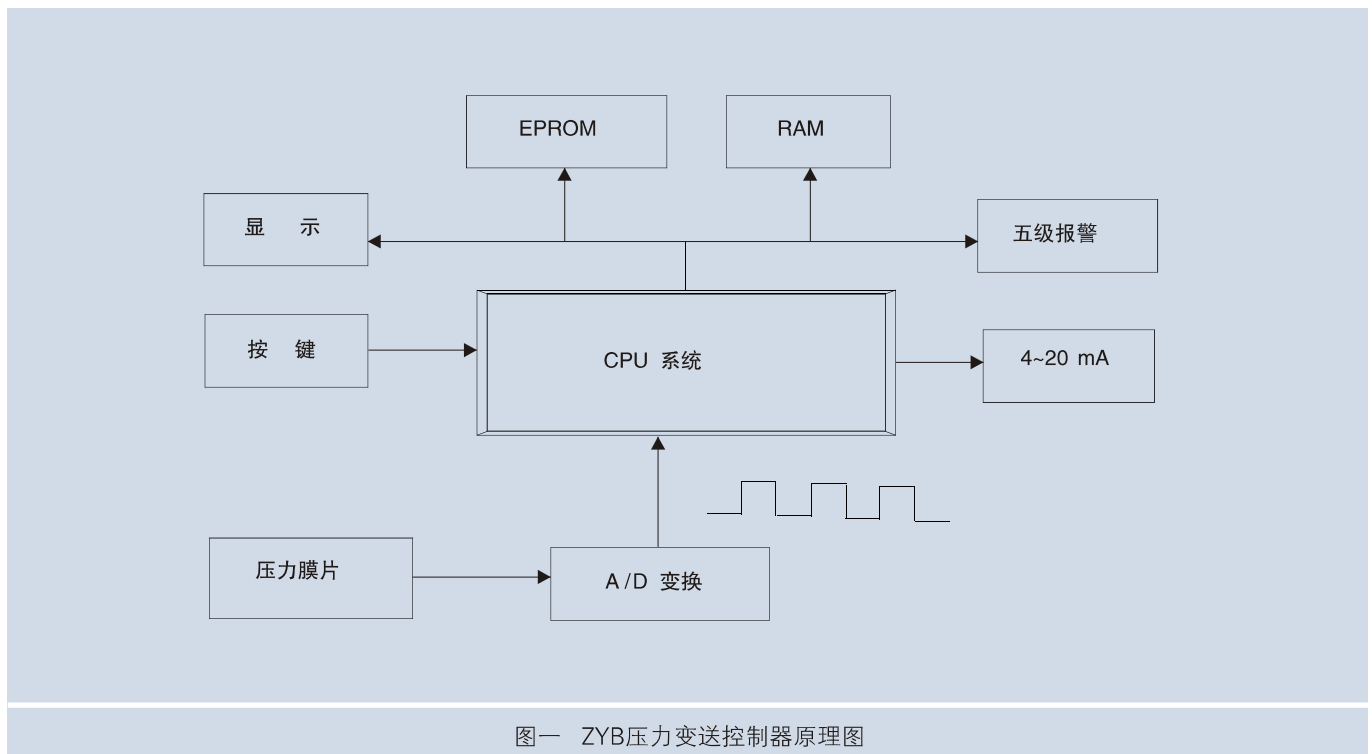 EPROM
RAM
显 示
五级报警
按 键
CPU 系统
4~20 mA
压力膜片
A/D 变换
图一 ZYB压力变送控制器原理图